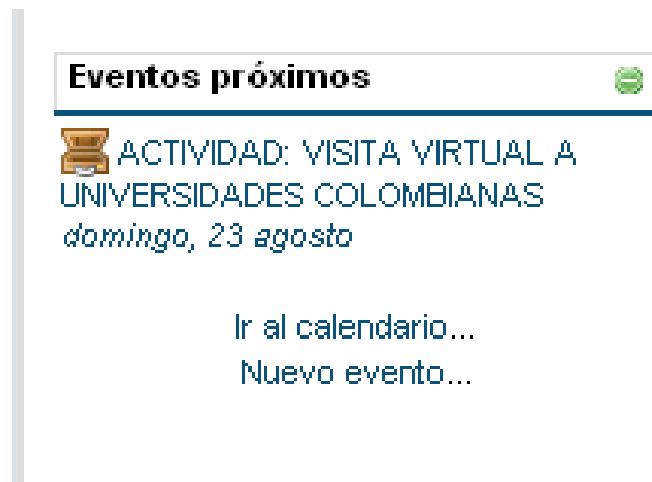 Eventos próximos
ACTIVIDAD: VISITA VIRTUAL A
UNIVERSIDADES COLOMBIANAS
domingo, 23 agosto
Ir al calendario...
Nuevo evento...